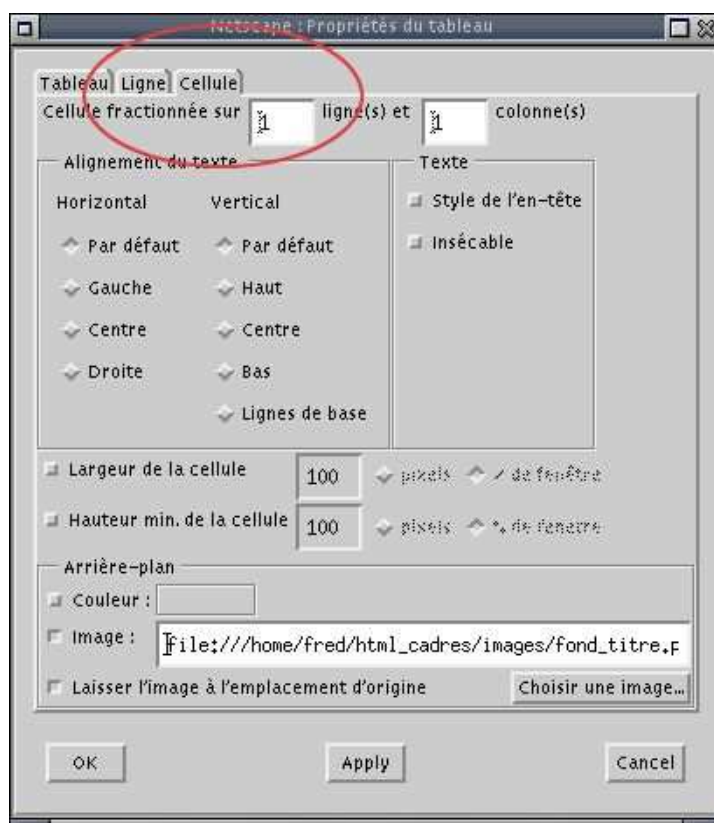 Netscape : Propriétés du tableau
Tableau Ligne Cellule
Cellule fractionnée sur 1 ligne(s) et 1 colonne(s)
Alignement du texte
Texte
Horizontal Vertical
Style de l'en-tête
Par défaut Par défaut
Insécable
Gauche Haut
Centre Centre
Droite Bas
Lignes de base
Largeur de la cellule 100 pixels % de fenêtre
Hauteur min. de la cellule 100 pixels % de fenêtre
Arrière-plan
Couleur :
Image : file:///home/fred/html_cadres/images/fond_titre.p
Laisser l'image à l'emplacement d'origine Choisir une image...
OK Apply Cancel